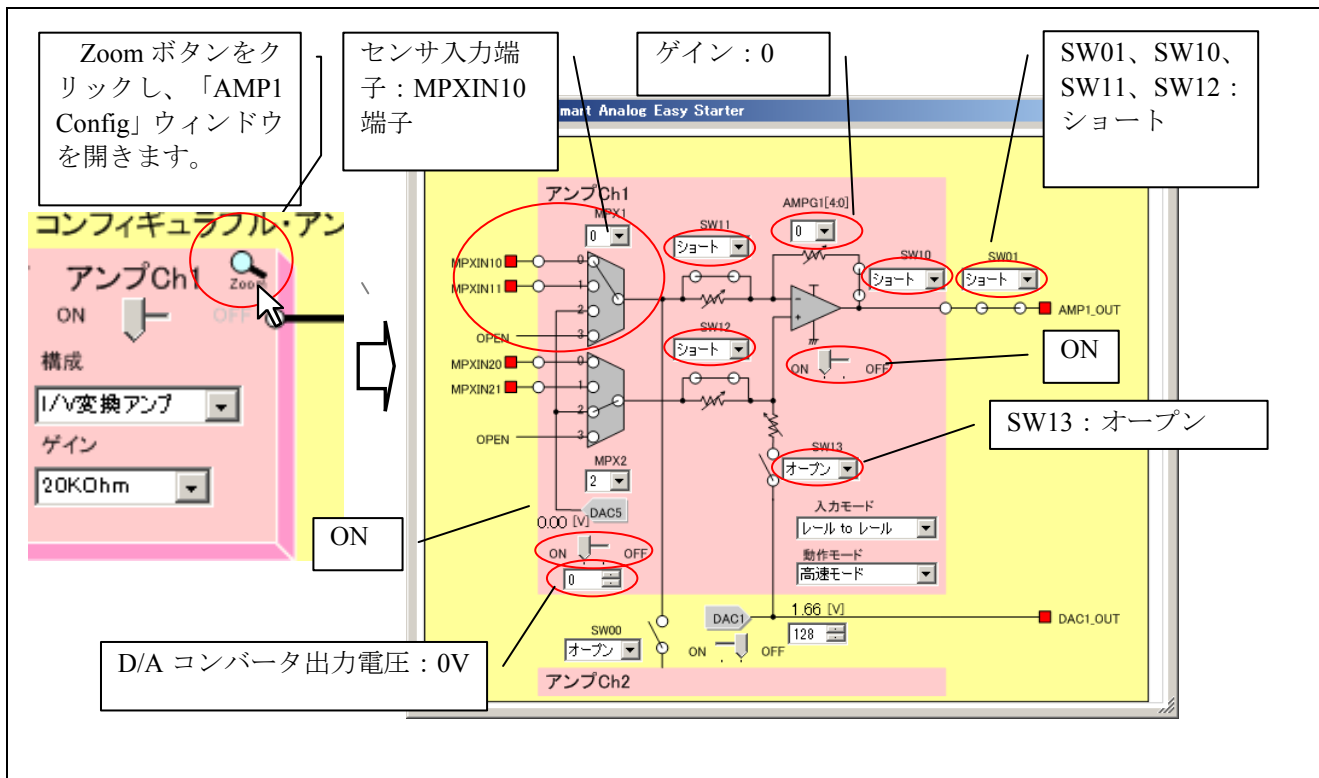 Zoom ボタンをク
リックし、「AMP1
Config」ウィンドウ
を開きます。
センサ入力端
子：MPXIN10
端子
ゲイン：0
SW01、SW10、
SW11、SW12：
ショート
mart Analog Easy Starter
コンフィギュラブル・アン
アンプCh1
Zoom
ON
OFF
構成
I/V変換アンプ
ゲイン
20KOhm
アンプCh1
MPX1
0
SW11
ショート
AMPG1[4:0]
0
SW10
ショート
SW01
ショート
MPXIN10
0
MPXIN11
1
2
OPEN
3
AMP1_OUT
SW12
ショート
ON
OFF
ON
MPXIN20
0
MPXIN21
1
2
OPEN
3
SW13：オープン
SW13
オープン
MPX2
2
DAC5
0.00 [V]
ON
ON
OFF
0
入力モード
レール to レール
動作モード
高速モード
DAC1
1.66 [V]
128
DAC1_OUT
SW00
オープン
ON
OFF
D/A コンバータ出力電圧：0V
アンプCh2